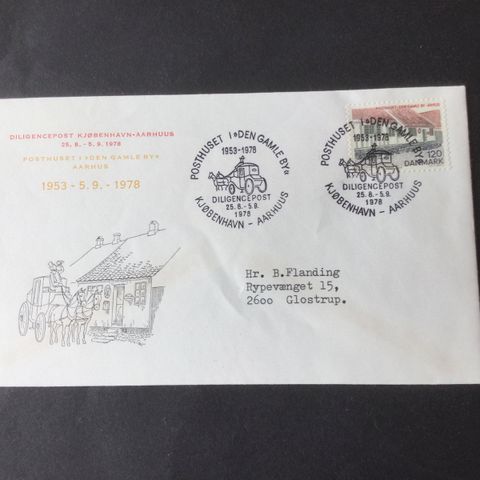 DILIGENCEPOST KJØBENHAVN-AARHUUS
25.8.-5.9.1978
POSTHUSET I »DEN GAMLE BY«
AARHUS
1953 - 5.9. - 1978
POSTHUSET I »DEN GAMLE BY«
1953-1978
DILIGENCEPOST
25.8.-5.9.
1978
KJØBENHAVN - AARHUUS
POSTHUSET I »DEN GAMLE BY«
1953-1978
DILIGENCEPOST
25.8.-5.9.
1978
KJØBENHAVN - AARHUUS
120
DANMARK
Hr. B.Flanding
Rypevænget 15,
2600 Glostrup.